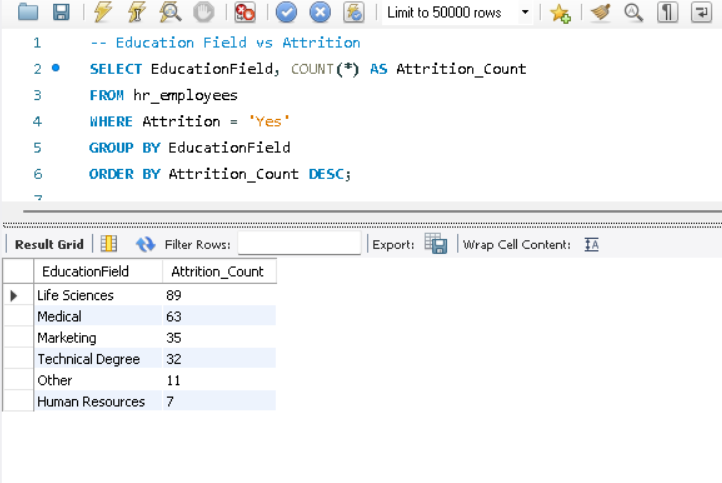 Limit to 50000 rows
1 -- Education Field vs Attrition
2 SELECT EducationField, COUNT(*) AS Attrition_Count
3 FROM hr_employees
4 WHERE Attrition = 'Yes'
5 GROUP BY EducationField
6 ORDER BY Attrition_Count DESC;
7
Result Grid Filter Rows: Export: Wrap Cell Content: IA
EducationField Attrition_Count
Life Sciences 89
Medical 63
Marketing 35
Technical Degree 32
Other 11
Human Resources 7